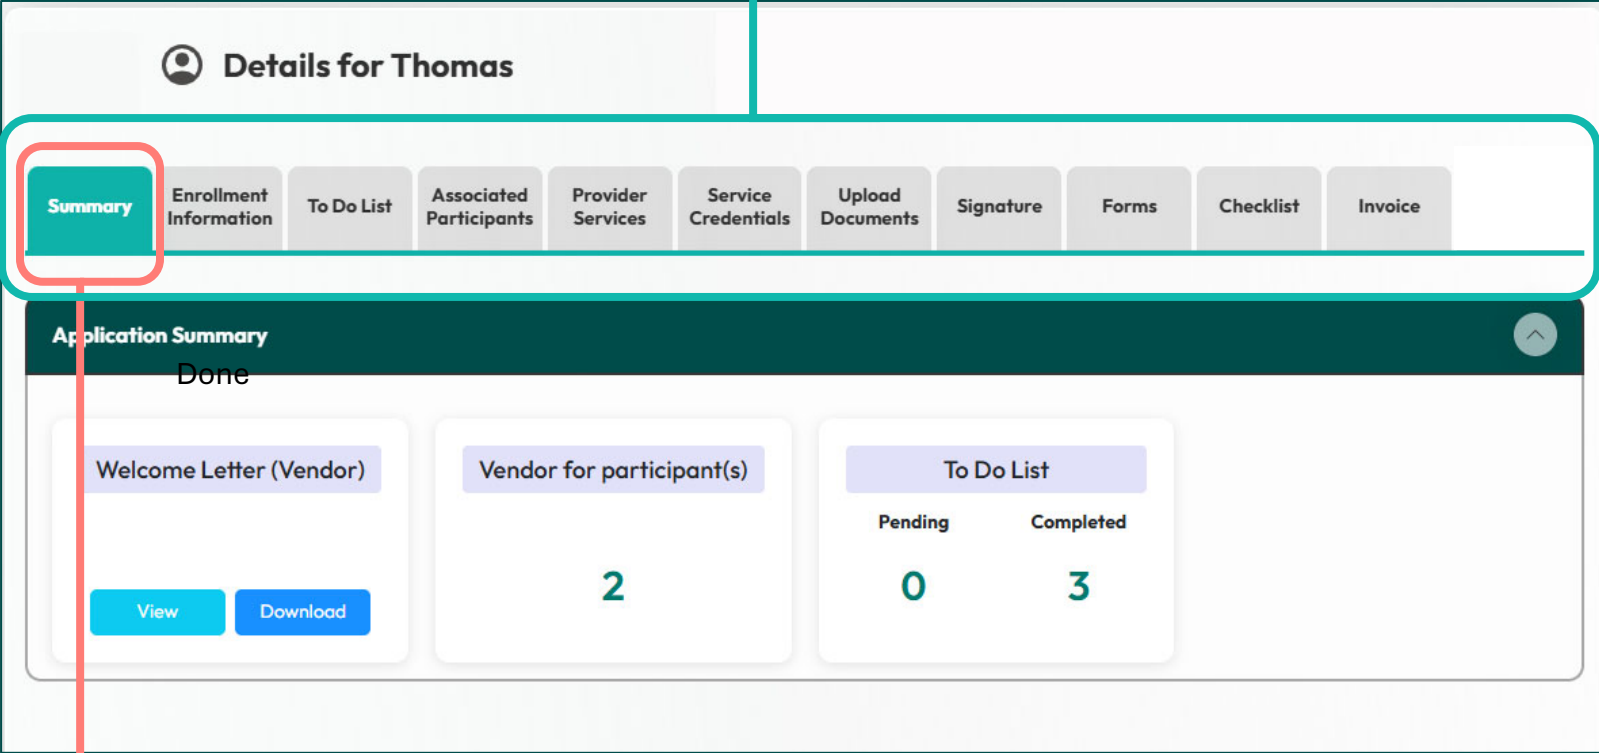 Details for Thomas
Summary
Enrollment
Information
To Do List
Associated
Participants
Provider
Services
Service
Credentials
Upload
Documents
Signature
Forms
Checklist
Invoice
Application Summary
Done
Welcome Letter (Vendor)
Vendor for participant(s)
To Do List
Pending
Completed
2
0
3
View
Download